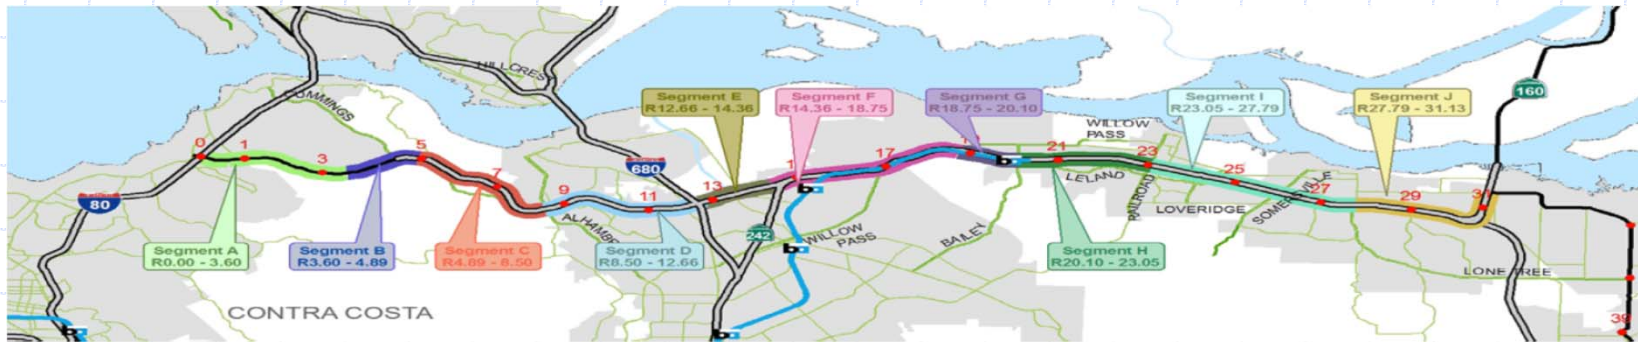 HILLCREST
CUMMINGS
160
Segment E
R12.66 - 14.36
Segment F
R14.36 - 18.75
Segment G
R18.75 - 20.10
Segment I
R23.05 - 27.79
Segment J
R27.79 - 31.13
WILLOW
PASS
0
1
3
5
7
9
11
13
17
21
23
25
27
29
680
80
242
LELAND
RAILROAD
LOVERIDGE
SOMERSVILLE
ALHAMBR
WILLOW
PASS
BAILEY
Segment A
R0.00 - 3.60
Segment B
R3.60 - 4.89
Segment C
R4.89 - 8.50
Segment D
R8.50 - 12.66
Segment H
R20.10 - 23.05
LONE TREE
CONTRA COSTA